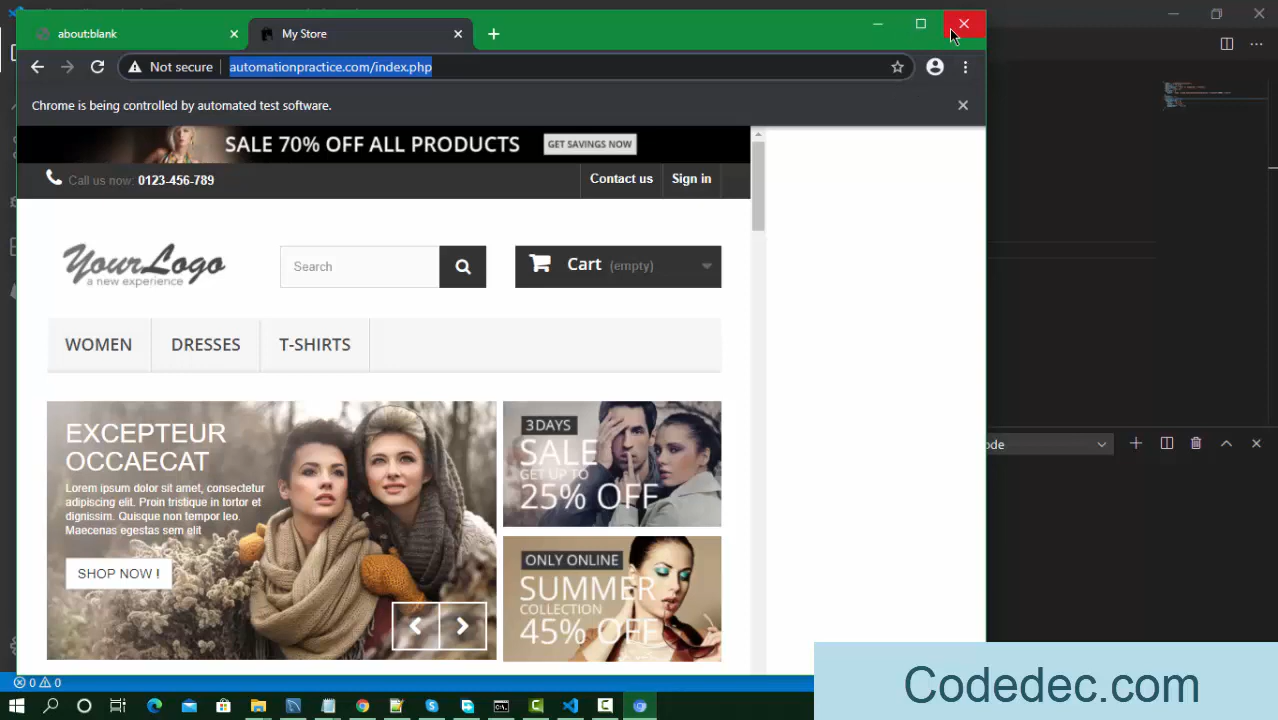 about:blank
My Store
Not secure
automationpractice.com/index.php
Chrome is being controlled by automated test software.
SALE 70% OFF ALL PRODUCTS
GET SAVINGS NOW
Call us now: 0123-456-789
Contact us
Sign in
YourLogo
a new experience
Search
Cart (empty)
WOMEN
DRESSES
T-SHIRTS
EXCEPTEUR
OCCAECAT
Lorem ipsum dolor sit amet, consectetur
adipiscing elit. Proin tristique in tortor et
dignissim. Quisque non tempor leo.
Maecenas egestas sem elit
SHOP NOW !
3DAYS
SALE
GET UP TO
25% OFF
ONLY ONLINE
SUMMER
COLLECTION
45% OFF
ode
0 0
Codedec.com